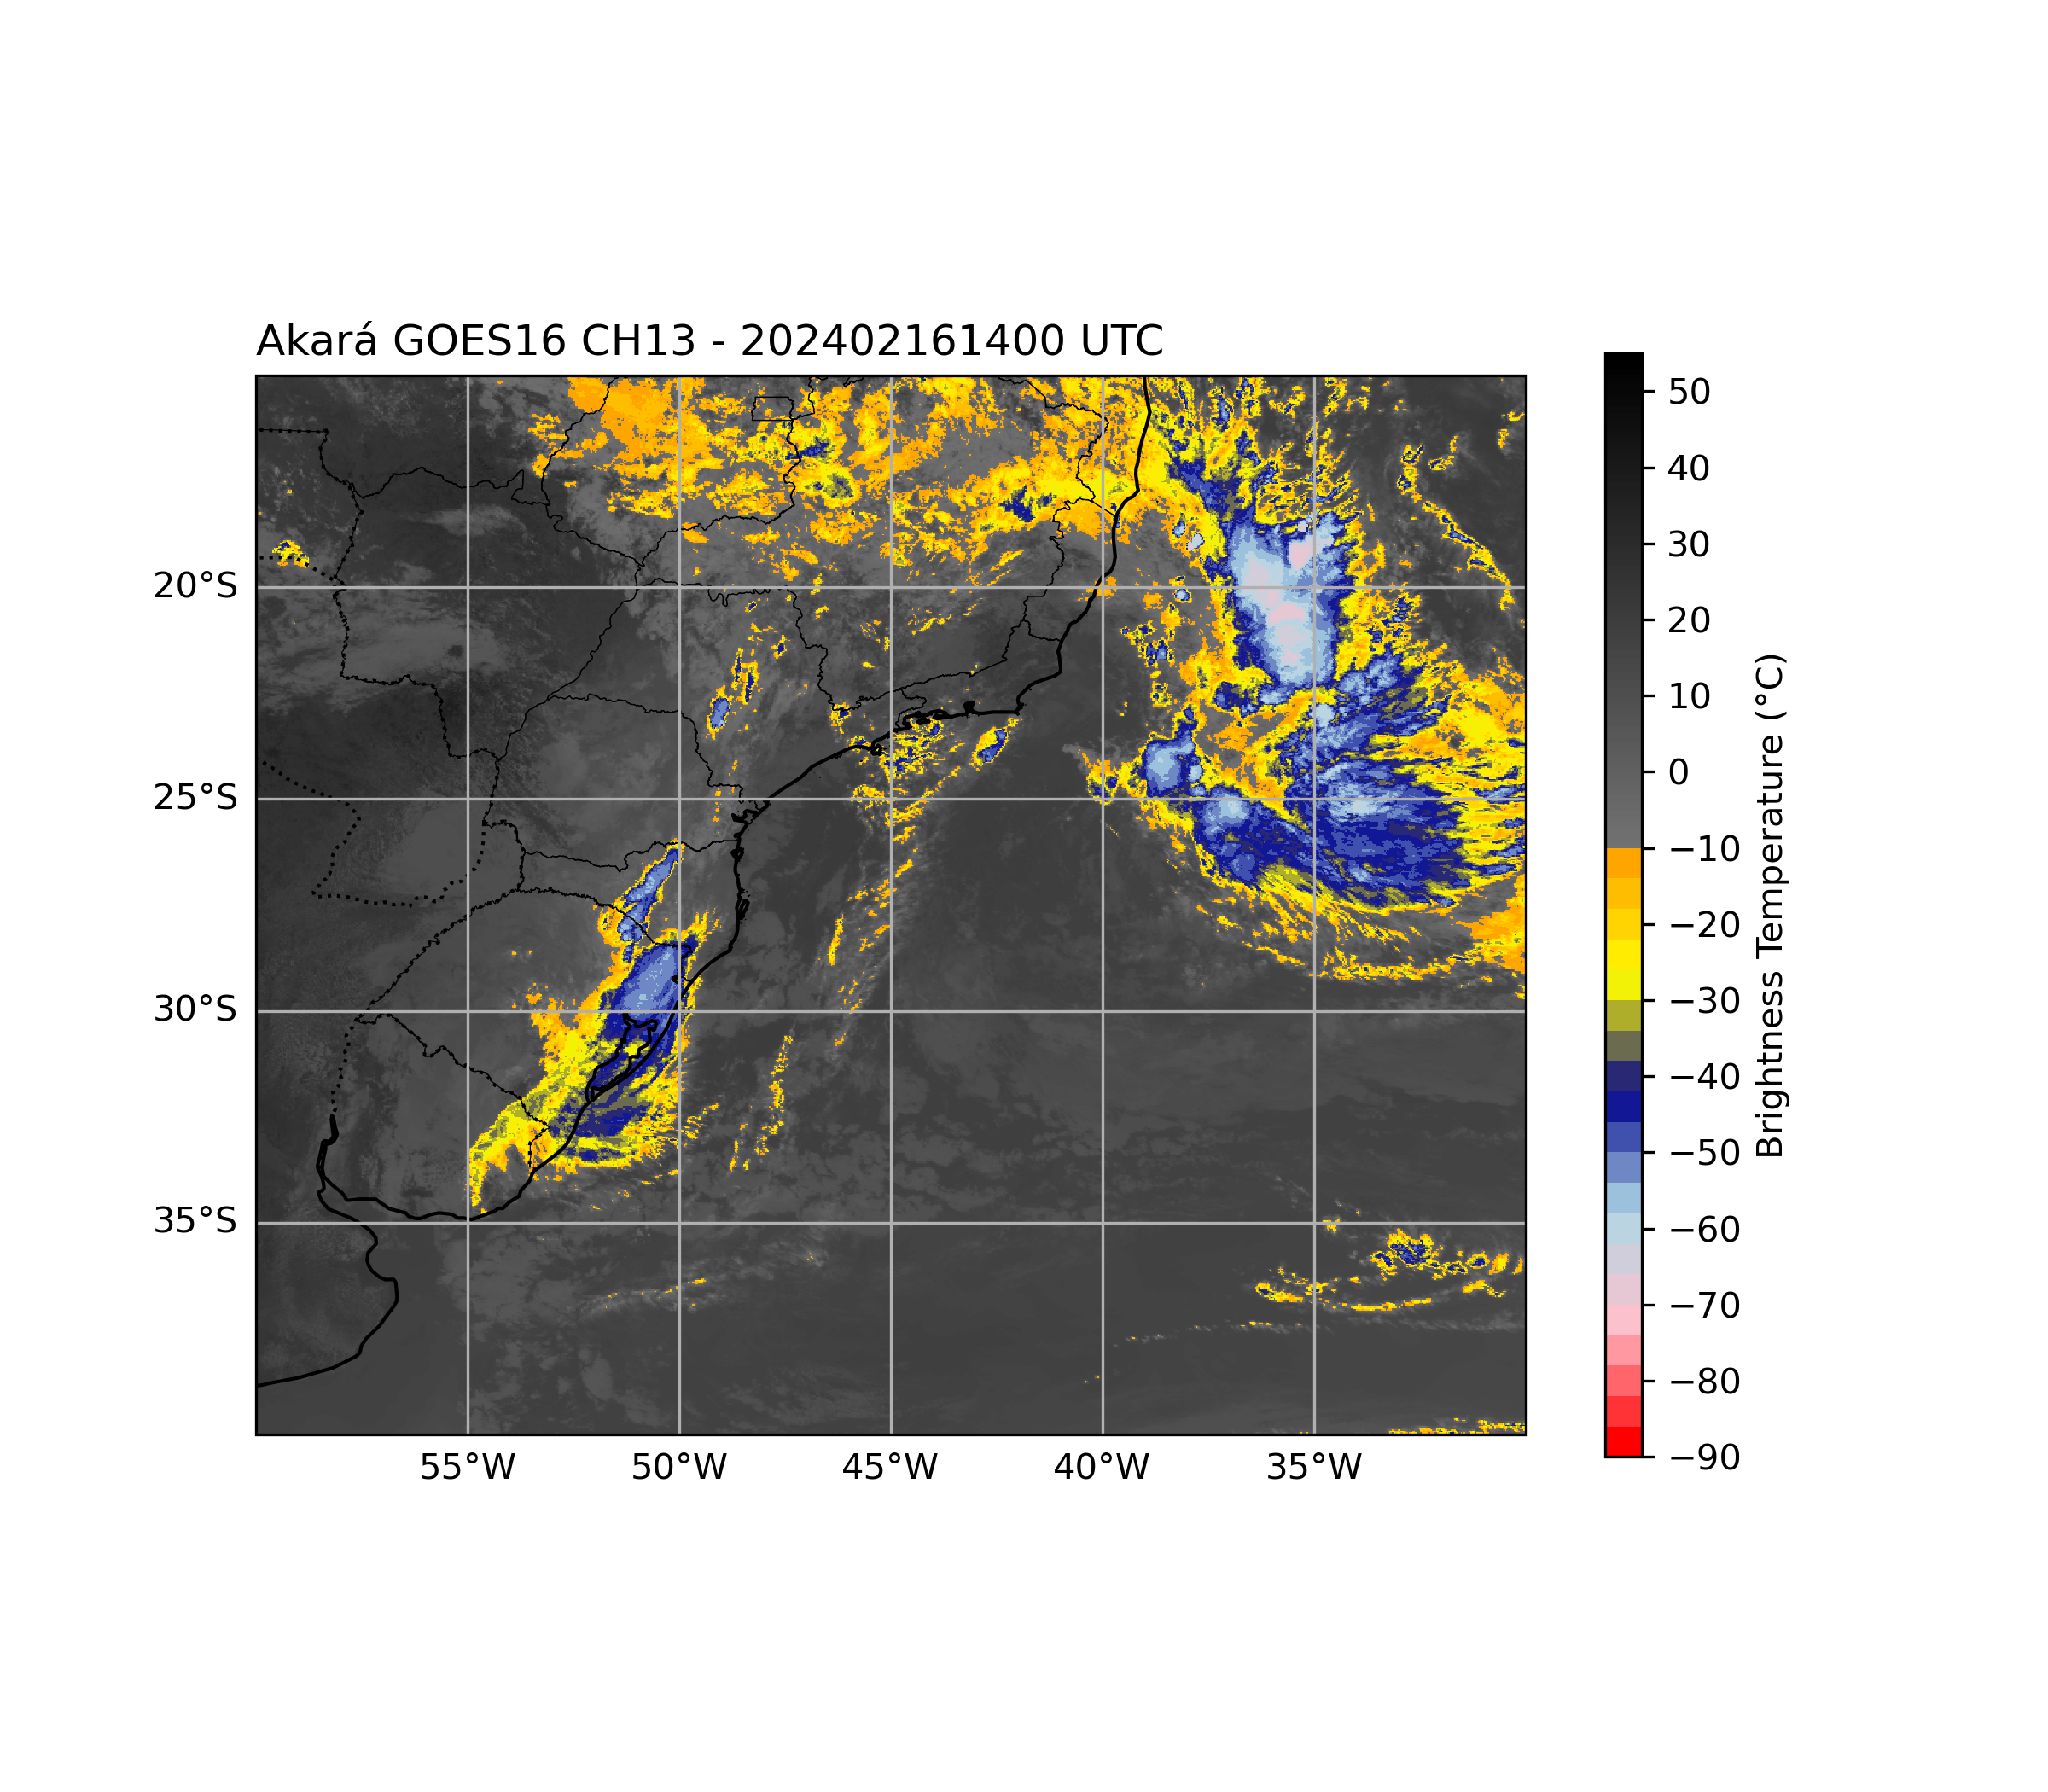 Akará GOES16 CH13 - 202402161400 UTC
20°S
25°S
30°S
35°S
55°W
50°W
45°W
40°W
35°W
50
40
30
20
10
0
−10
−20
−30
−40
−50
−60
−70
−80
−90
Brightness Temperature (°C)